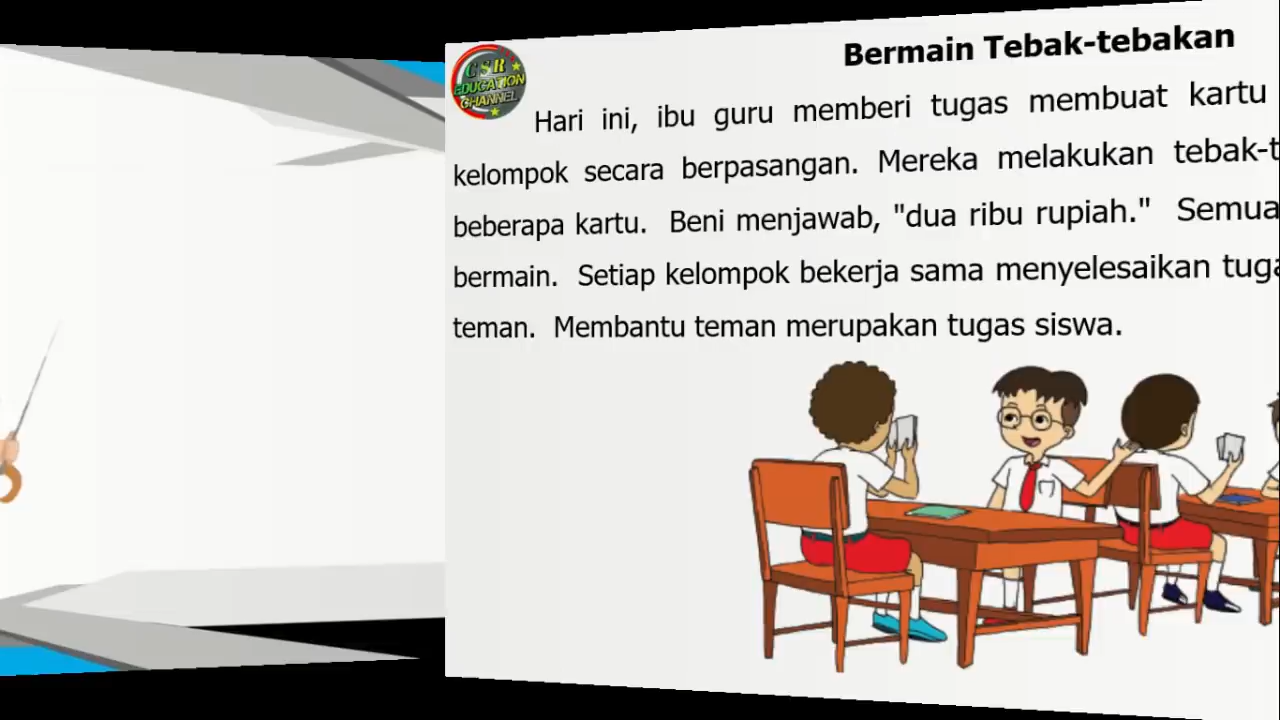 CSR
EDUCATION
CHANNEL
Bermain Tebak-tebakan
Hari ini, ibu guru memberi tugas membuat kartu
kelompok secara berpasangan. Mereka melakukan tebak-t
beberapa kartu. Beni menjawab, "dua ribu rupiah." Semua
bermain. Setiap kelompok bekerja sama menyelesaikan tuga
teman. Membantu teman merupakan tugas siswa.